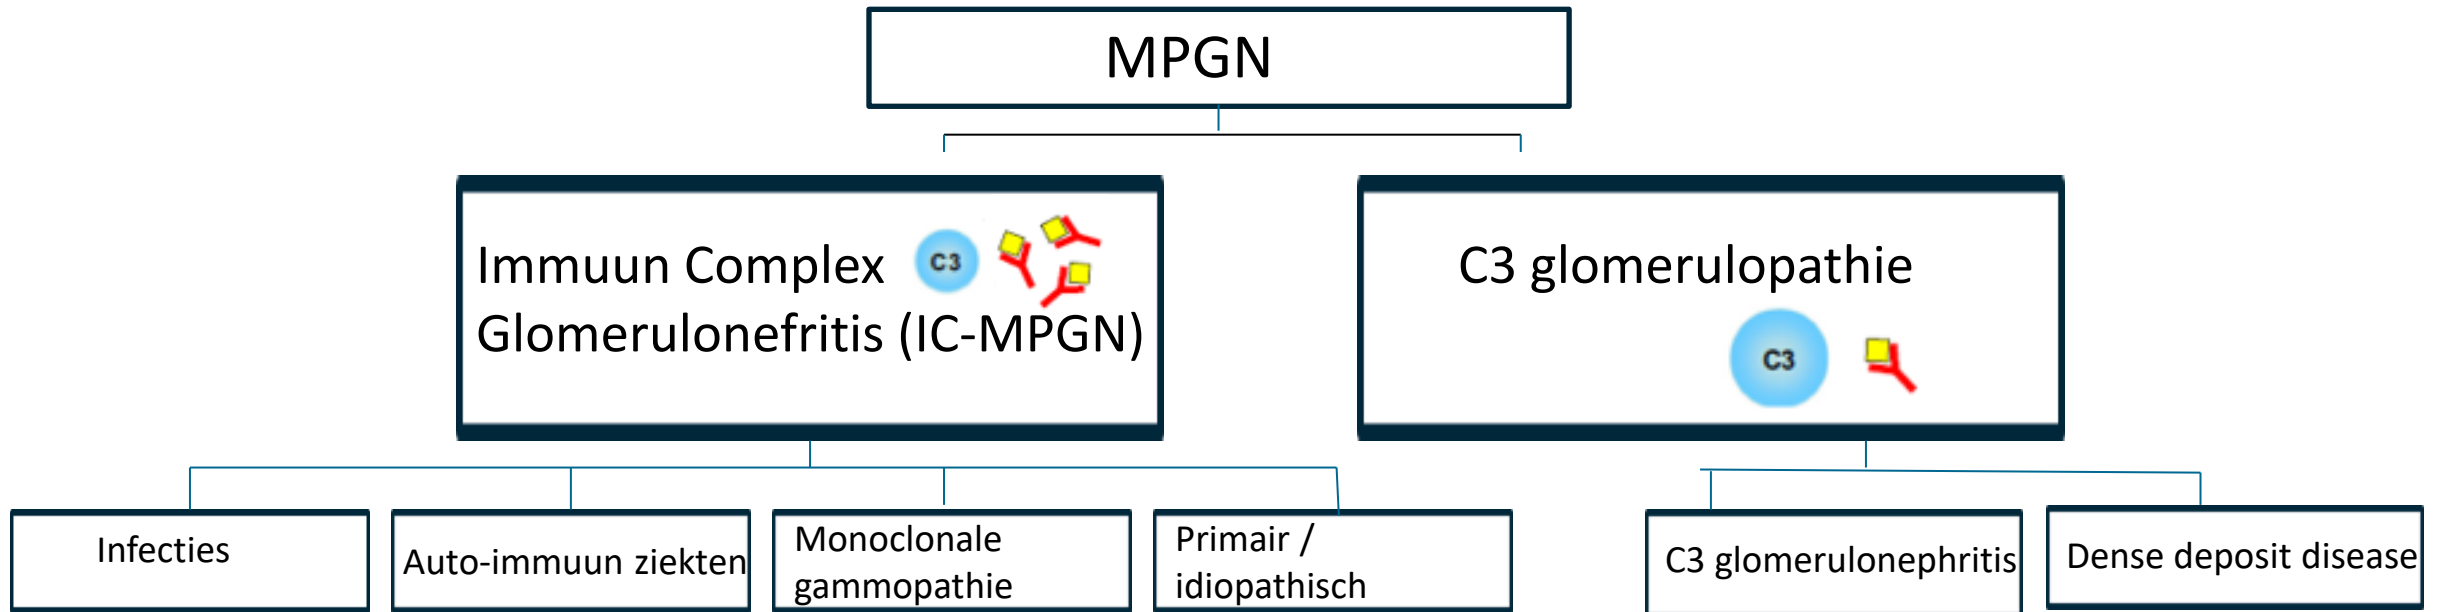 MPGN
Immuun Complex
C3
Glomerulonefritis (IC-MPGN)
C3 glomerulopathie
C3
Infecties
Auto-immuun ziekten
Monoclonale
gammopathie
Primair /
idiopathisch
C3 glomerulonephritis
Dense deposit disease